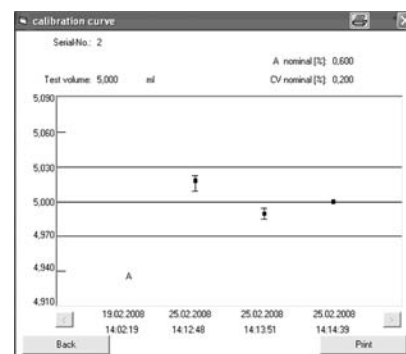 calibration curve
Serial-No.: 2
A nominal [%]: 0,600
Test volume: 5,000 ml
CV nominal [%]: 0,200
5,090
5,060
5,030
5,000
4,970
4,940
4,910
A
19.02.2008 25.02.2008 25.02.2008 25.02.2008
14:02:19 14:12:48 14:13:51 14:14:39
Back Print